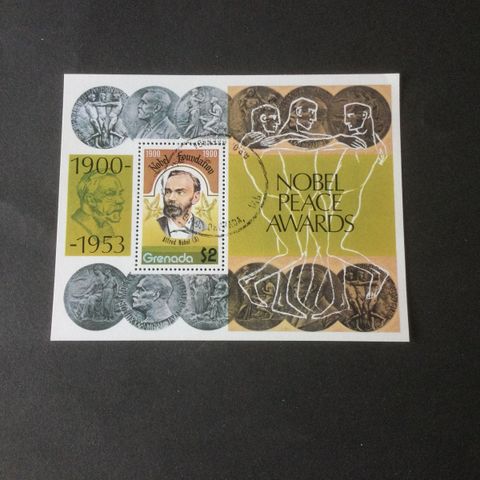 1900-
-1953
1900 1900
Nobel Foundation
Alfred Nobel (S)
Grenada $2
NOBEL
PEACE
AWARDS